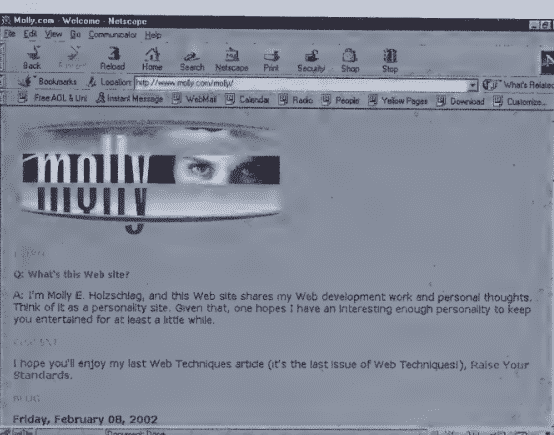 Molly.com - Welcome - Netscape
File Edit View Go Communicator Help
Back Reload Home Search Netscape Print Security Shop Stop
Bookmarks Location: http://www.molly.com/molly/ What's Related
Free AOL & Uni Instant Message WebMail Calendar Radio People Yellow Pages Download Customize...
molly
Q: What's this Web site?
A: I'm Molly E. Holzschlag, and this Web site shares my Web development work and personal thoughts.
Think of it as a personality site. Given that, one hopes I have an interesting enough personality to keep
you entertained for at least a little while.
I hope you'll enjoy my last Web Techniques article (it's the last issue of Web Techniques!), Raise Your
Standards.
BLOG
Friday, February 08, 2002
Document: Done